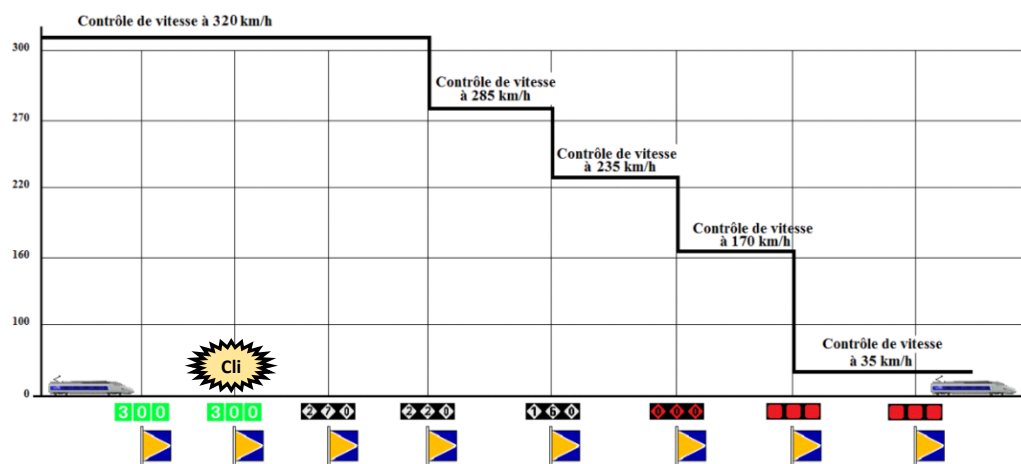 Contrôle de vitesse à 320 km/h
300
Contrôle de vitesse
à 285 km/h
270
Contrôle de vitesse
à 235 km/h
220
Contrôle de vitesse
à 170 km/h
160
100
Contrôle de vitesse
à 35 km/h
Cli
0
300 300 270 220 160 000